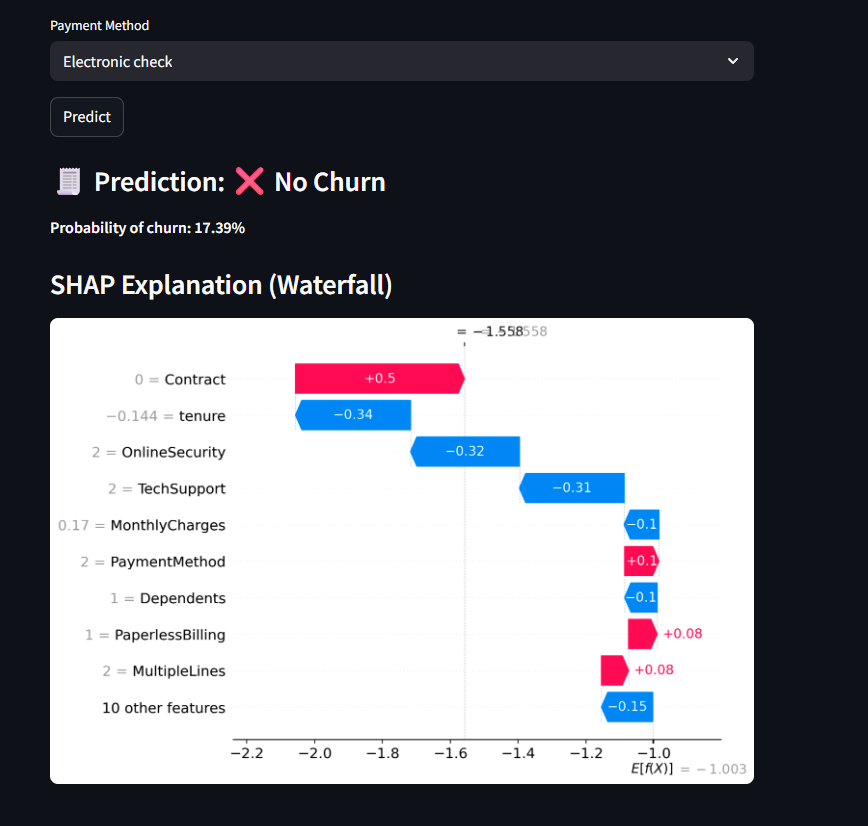 Payment Method
Electronic check
Predict
Prediction: ❌ No Churn
Probability of churn: 17.39%
SHAP Explanation (Waterfall)
= −1.558
0 = Contract +0.5
−0.144 = tenure −0.34
2 = OnlineSecurity −0.32
2 = TechSupport −0.31
0.17 = MonthlyCharges −0.1
2 = PaymentMethod +0.1
1 = Dependents −0.1
1 = PaperlessBilling +0.08
2 = MultipleLines +0.08
10 other features −0.15
−2.2 −2.0 −1.8 −1.6 −1.4 −1.2 −1.0
E[f(X)] = −1.003